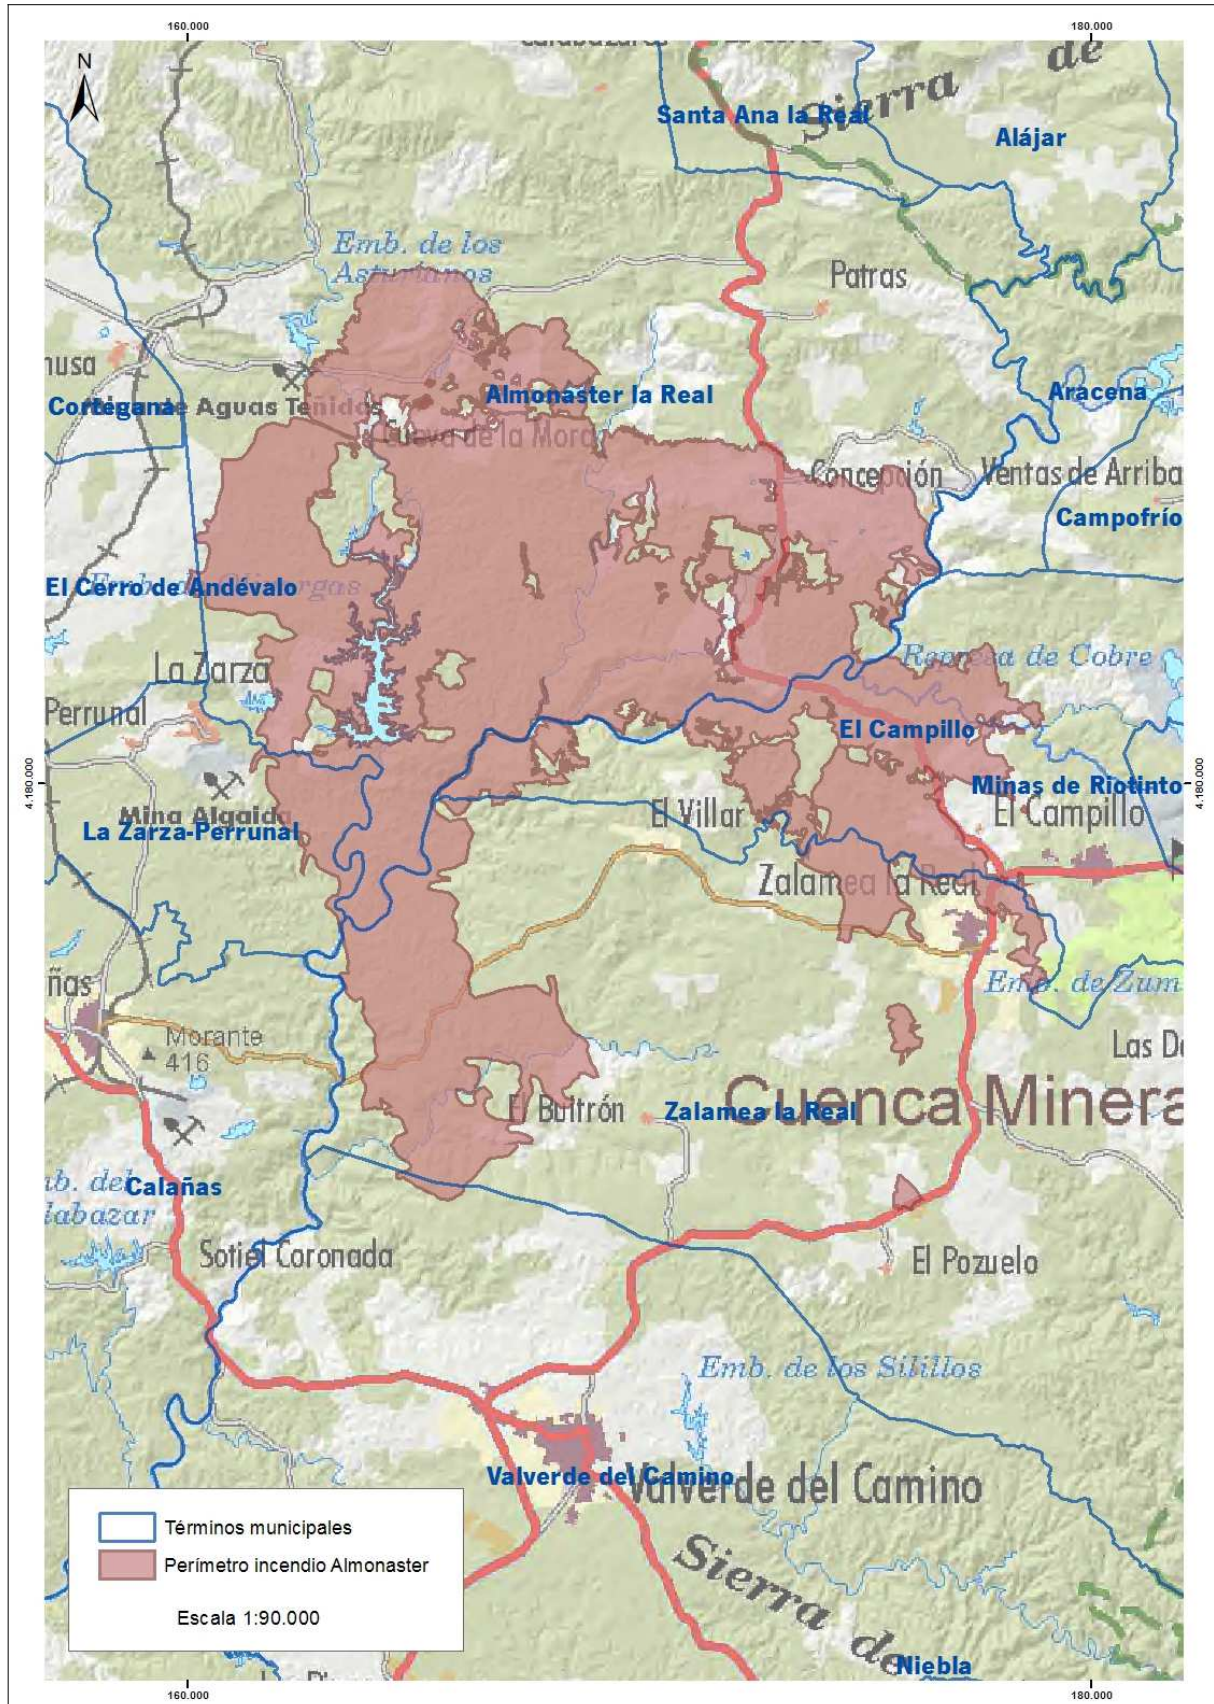 160.000
180.000
N
Sierra de
Santa Ana la Real
Alájar
Emb. de los
Asturianos
Patras
Almonaster la Real
Aracena
Cortegana
de Aguas Teñidas
Cueva de la Mora
Concepción
Ventas de Arriba
Campofrío
El Cerro de Andévalo
La Zarza
Represa de Cobre
Perrunal
El Campillo
4.180.000
Minas de Riotinto
4.180.000
Mina Algaida
El Villar
El Campillo
La Zarza-Perrunal
Zalamea la Real
ñas
Emb. de Zum
Morante
416
Las De
Cuenca Minera
El Buitrón
Zalamea la Real
Calañas
Sotiel Coronada
El Pozuelo
Emb. de los Silillos
Valverde del Camino
Valverde del Camino
Sierra de
Niebla
Términos municipales
Perímetro incendio Almonaster
Escala 1:90.000
160.000
180.000